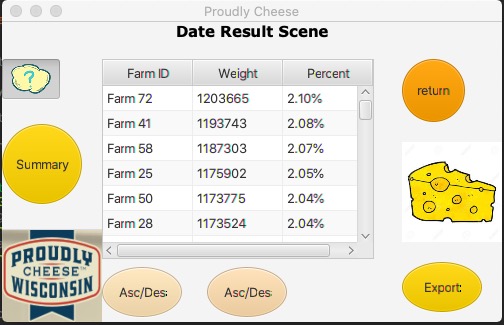 Proudly Cheese
Date Result Scene
?
Farm ID Weight Percent
Farm 72 1203665 2.10%
Farm 41 1193743 2.08%
Farm 58 1187303 2.07%
Farm 25 1175902 2.05%
Farm 50 1173775 2.04%
Farm 28 1173524 2.04%
return
Summary
PROUDLY
CHEESE
WISCONSIN
Asc/Des:
Asc/Des:
Export: